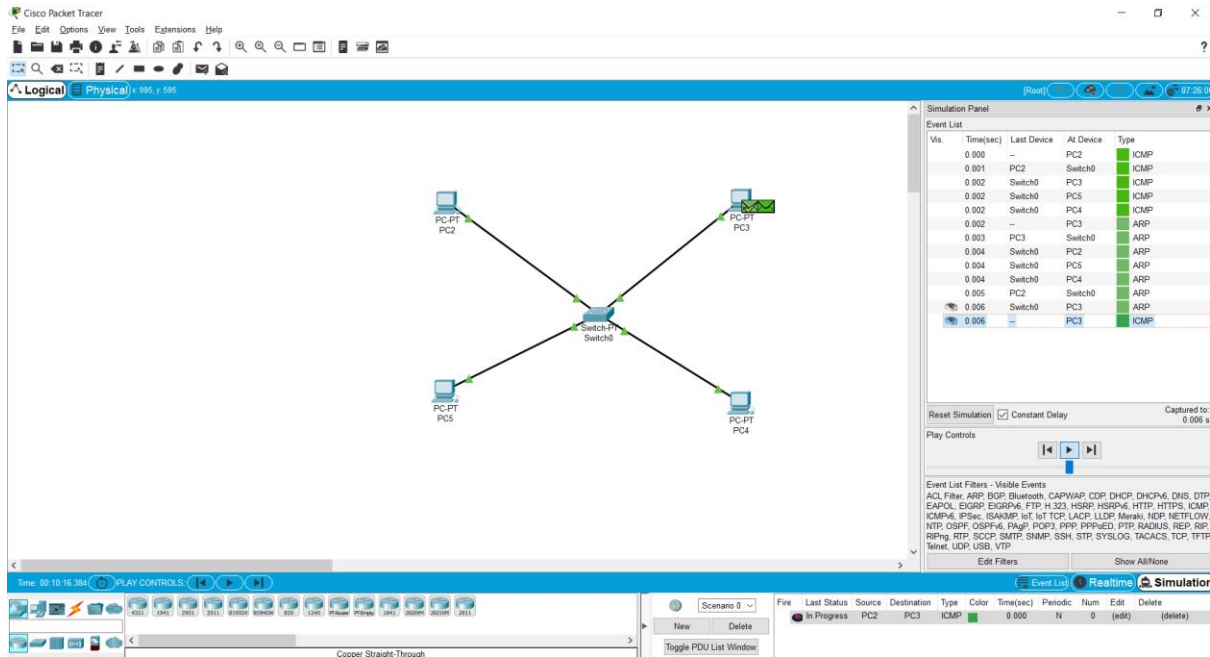 Cisco Packet Tracer
File Edit Options View Tools Extensions Help
?
Logical Physical x: 995, y: 595
[Root] 07:26:0
PC-PT
PC2
PC-PT
PC3
Switch-PT
Switch0
PC-PT
PC5
PC-PT
PC4
Simulation Panel
Event List
Vis. Time(sec) Last Device At Device Type
0.000 -- PC2 ICMP
0.001 PC2 Switch0 ICMP
0.002 Switch0 PC3 ICMP
0.002 Switch0 PC5 ICMP
0.002 Switch0 PC4 ICMP
0.002 -- PC3 ARP
0.003 PC3 Switch0 ARP
0.004 Switch0 PC2 ARP
0.004 Switch0 PC5 ARP
0.004 Switch0 PC4 ARP
0.005 PC2 Switch0 ARP
0.006 Switch0 PC3 ARP
0.006 -- PC3 ICMP
Reset Simulation Constant Delay Captured to:
0.006 s
Play Controls
Event List Filters - Visible Events
ACL Filter, ARP, BGP, Bluetooth, CAPWAP, CDP, DHCP, DHCPv6, DNS, DTP,
EAPOL, EIGRP, EIGRPv6, FTP, H.323, HSRP, HSRPv6, HTTP, HTTPS, ICMP,
ICMPv6, IPSec, ISAKMP, IoT, IoT TCP, LACP, LLDP, Meraki, NDP, NETFLOW,
NTP, OSPF, OSPFv6, PAgP, POP3, PPP, PPPoED, PTP, RADIUS, REP, RIP,
RIPng, RTP, SCCP, SMTP, SNMP, SSH, STP, SYSLOG, TACACS, TCP, TFTP,
Telnet, UDP, USB, VTP
Edit Filters Show All/None
Time: 00:10:16.384 PLAY CONTROLS: Event List Realtime Simulation
4321 1941 2901 2911 819IOX 819HGW 829 1240 PT-Router PT-Empty 1841 2620XM 2621XM 2811
Copper Straight-Through
Scenario 0
New Delete
Toggle PDU List Window
Fire Last Status Source Destination Type Color Time(sec) Periodic Num Edit Delete
In Progress PC2 PC3 ICMP 0.000 N 0 (edit) (delete)